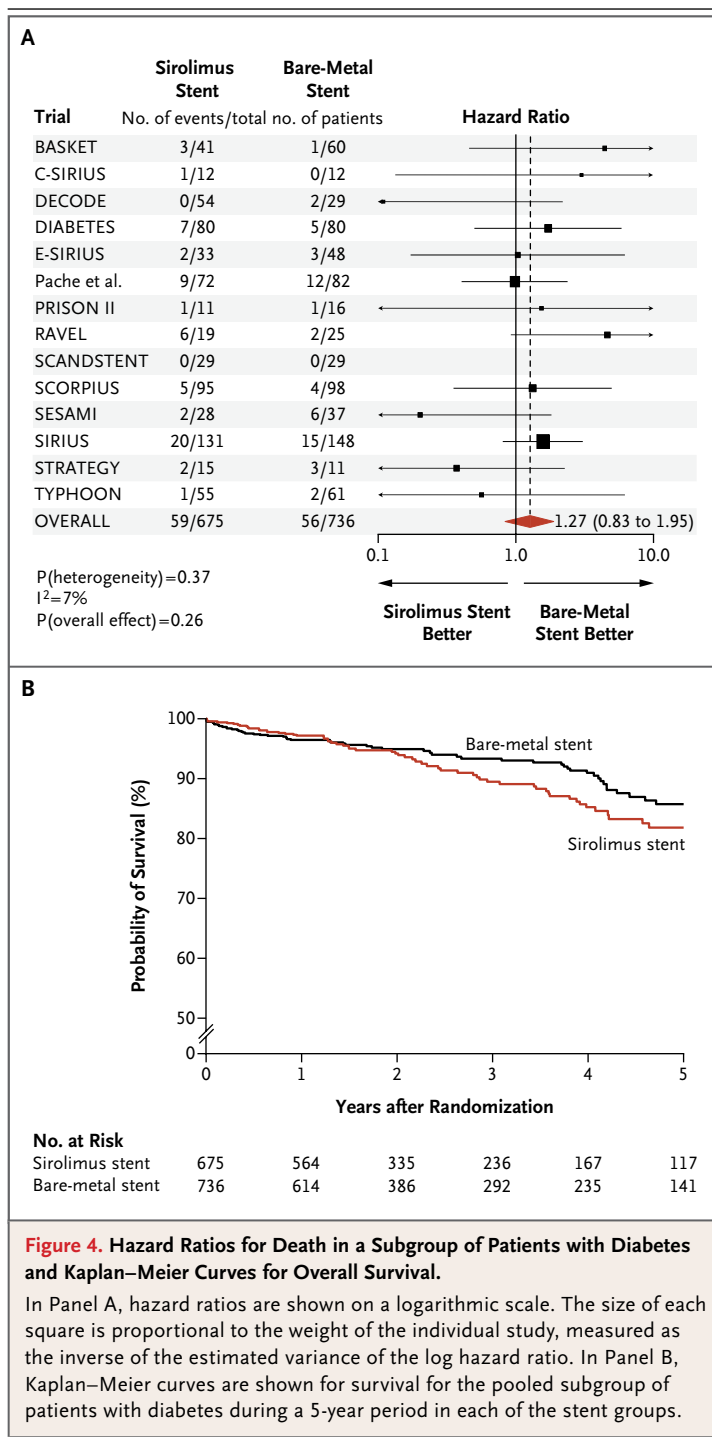 A
Sirolimus Stent Bare-Metal Stent
Trial No. of events/total no. of patients Hazard Ratio
BASKET 3/41 1/60
C-SIRIUS 1/12 0/12
DECODE 0/54 2/29
DIABETES 7/80 5/80
E-SIRIUS 2/33 3/48
Pache et al. 9/72 12/82
PRISON II 1/11 1/16
RAVEL 6/19 2/25
SCANDSTENT 0/29 0/29
SCORPIUS 5/95 4/98
SESAMI 2/28 6/37
SIRIUS 20/131 15/148
STRATEGY 2/15 3/11
TYPHOON 1/55 2/61
OVERALL 59/675 56/736 1.27 (0.83 to 1.95)
0.1 1.0 10.0
P(heterogeneity)=0.37
I²=7%
P(overall effect)=0.26
Sirolimus Stent Better
Bare-Metal Stent Better
B
Probability of Survival (%)
100
90
80
70
60
50
0
Bare-metal stent
Sirolimus stent
0 1 2 3 4 5
Years after Randomization
No. at Risk
Sirolimus stent 675 564 335 236 167 117
Bare-metal stent 736 614 386 292 235 141
Figure 4. Hazard Ratios for Death in a Subgroup of Patients with Diabetes
and Kaplan–Meier Curves for Overall Survival.
In Panel A, hazard ratios are shown on a logarithmic scale. The size of each
square is proportional to the weight of the individual study, measured as
the inverse of the estimated variance of the log hazard ratio. In Panel B,
Kaplan–Meier curves are shown for survival for the pooled subgroup of
patients with diabetes during a 5-year period in each of the stent groups.